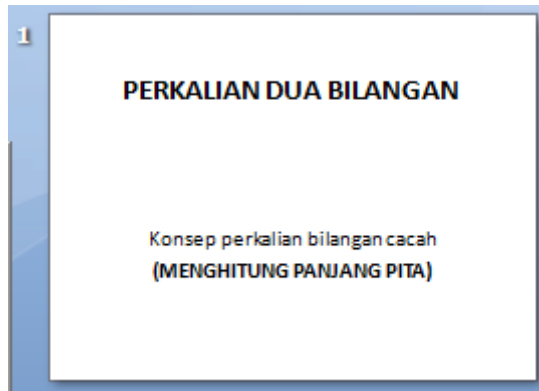 1
PERKALIAN DUA BILANGAN
Konsep perkalian bilangan cacah
(MENGHITUNG PANJANG PITA)